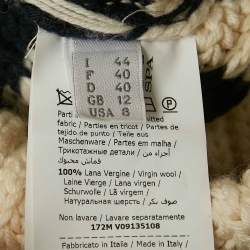 I 44
F 40
D 40
GB 12
USA 8
SPA
Parti
fabric / Parties en tricot / Partes de
tejido de punto / Teile aus
Maschenware / Partes em malha /
Трикотажные детали /
قماش محبوك
100% Lana Vergine / Virgin wool /
Laine Vierge / Lana virgen /
Schurwolle / Lã virgem /
Натуральная шерсть / صوف بكر
Non lavare / Lavare separatamente
172M V09135108
Fabbricato in Italia / Made in Italy